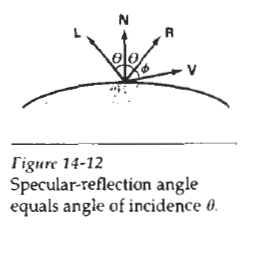 N
L
R
θ θ
φ
V
Figure 14-12
Specular-reflection angle
equals angle of incidence θ.